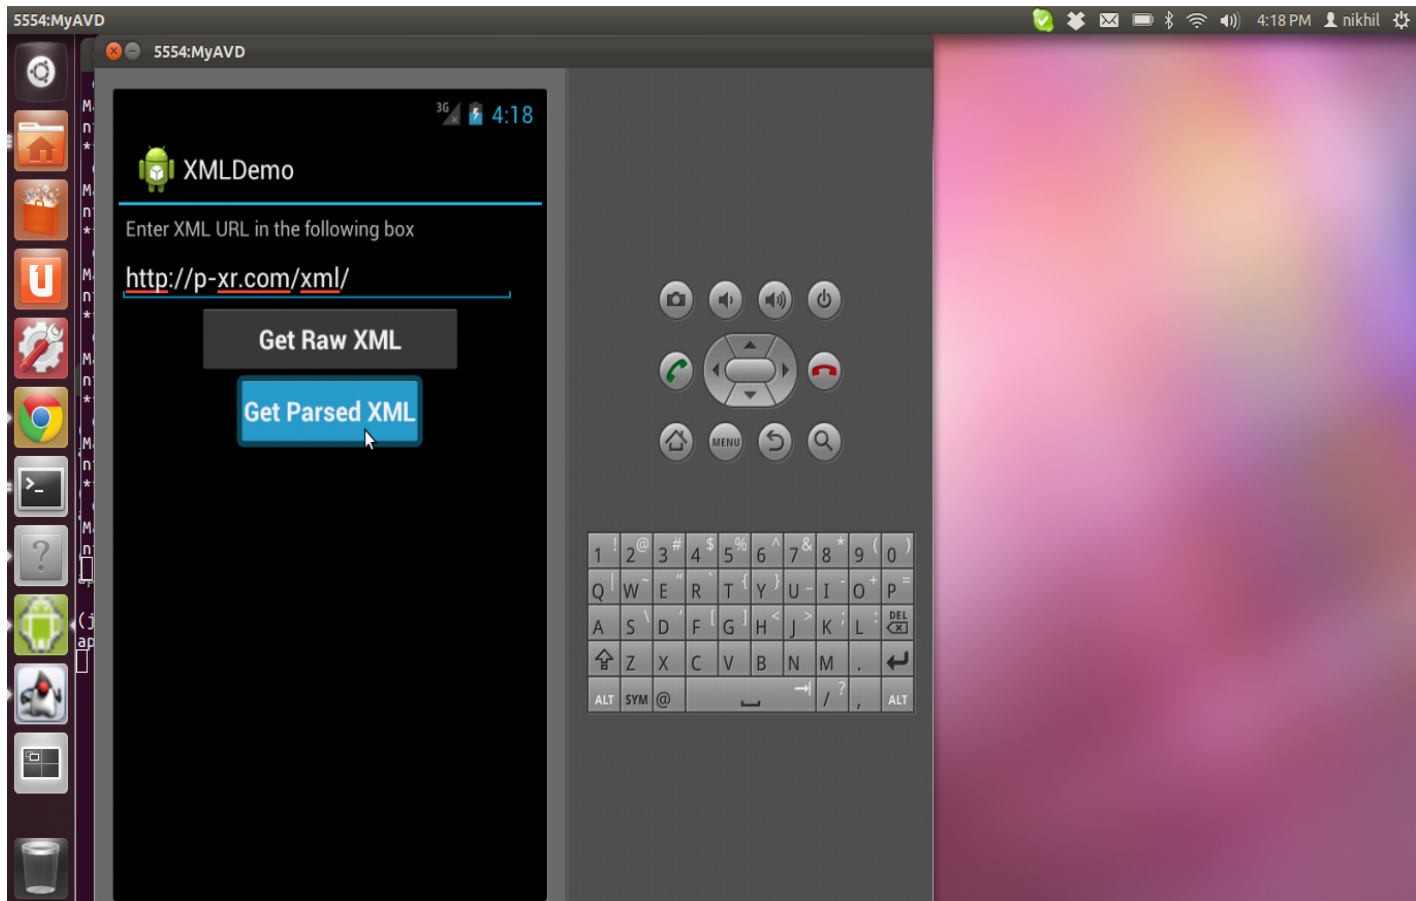 5554:MyAVD
4:18 PM nikhil
5554:MyAVD
3G 4:18
XMLDemo
Enter XML URL in the following box
http://p-xr.com/xml/
Get Raw XML
Get Parsed XML
MENU
1 ! 2 @ 3 # 4 $ 5 % 6 ^ 7 & 8 * 9 ( 0 )
Q | W ~ E " R ` T { Y } U _ I - O + P =
A S \ D ' F [ G ] H < J > K ; L : DEL
Z X C V B N M .
ALT SYM @ / ? , ALT